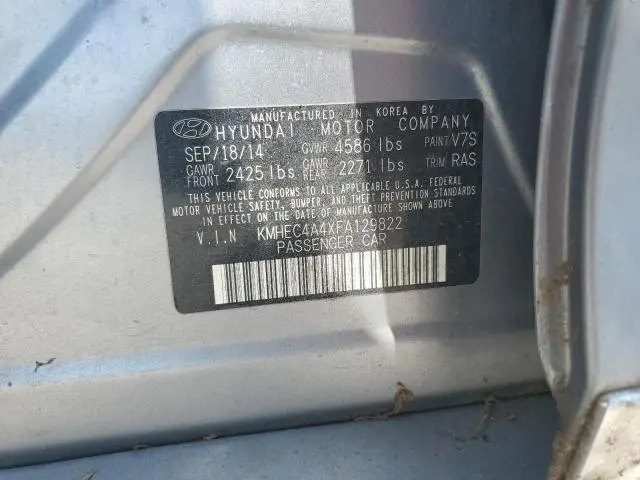 MANUFACTURED IN KOREA BY
HYUNDAI MOTOR COMPANY
SEP/18/14 GVWR 4586 lbs PAINT V7S
GAWR FRONT 2425 lbs GAWR REAR 2271 lbs TRIM RAS
THIS VEHICLE CONFORMS TO ALL APPLICABLE U.S.A. FEDERAL
MOTOR VEHICLE SAFETY, BUMPER, AND THEFT PREVENTION STANDARDS
IN EFFECT ON THE DATE OF MANUFACTURE SHOWN ABOVE.
V.I.N KMHEC4A4XFA129822
PASSENGER CAR